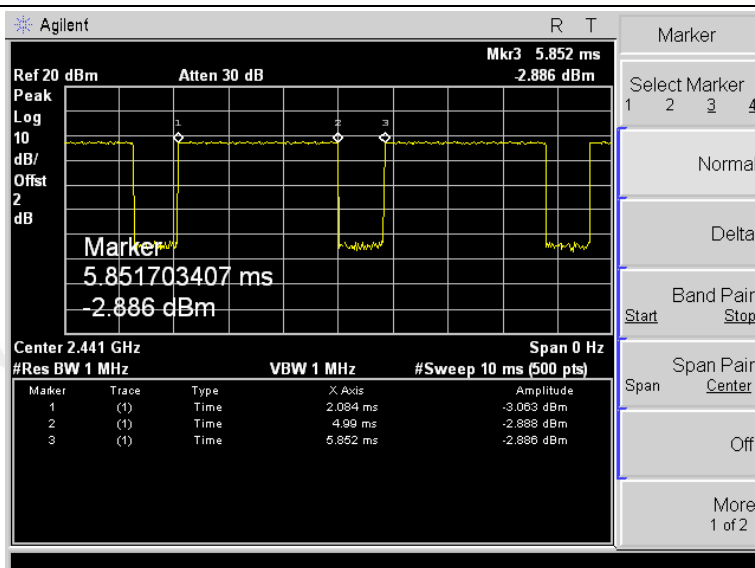 Agilent R T
Mkr3 5.852 ms
Ref 20 dBm Atten 30 dB -2.886 dBm
Peak
Log
10
dB/
Offst
2
dB
1 2 3
Marker
5.851703407 ms
-2.886 dBm
Center 2.441 GHz Span 0 Hz
#Res BW 1 MHz VBW 1 MHz #Sweep 10 ms (500 pts)
Marker Trace Type X Axis Amplitude
1 (1) Time 2.084 ms -3.063 dBm
2 (1) Time 4.99 ms -2.888 dBm
3 (1) Time 5.852 ms -2.886 dBm
Marker
Select Marker
1 2 3 4
Normal
Delta
Band Pair
Start Stop
Span Pair
Span Center
Off
More
1 of 2